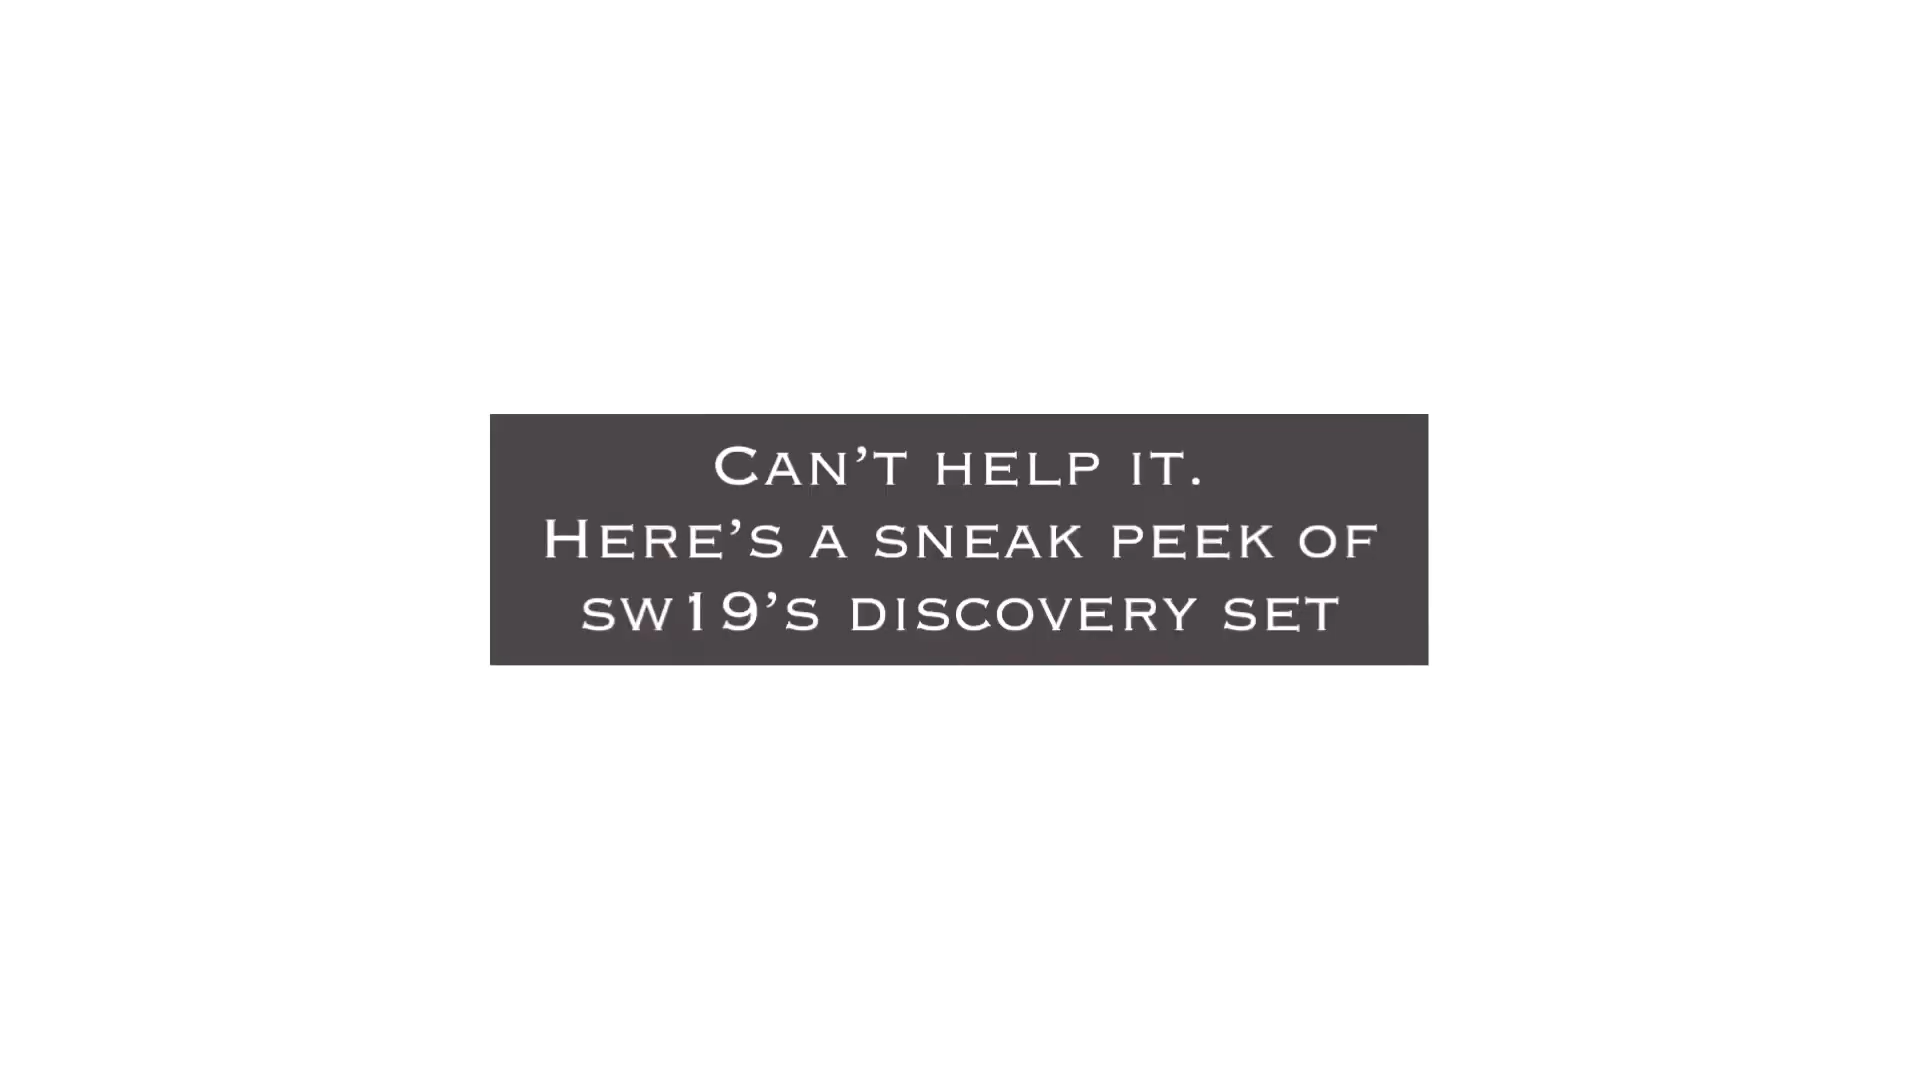 Can’t help it.
Here’s a sneak peek of
sw19’s discovery set